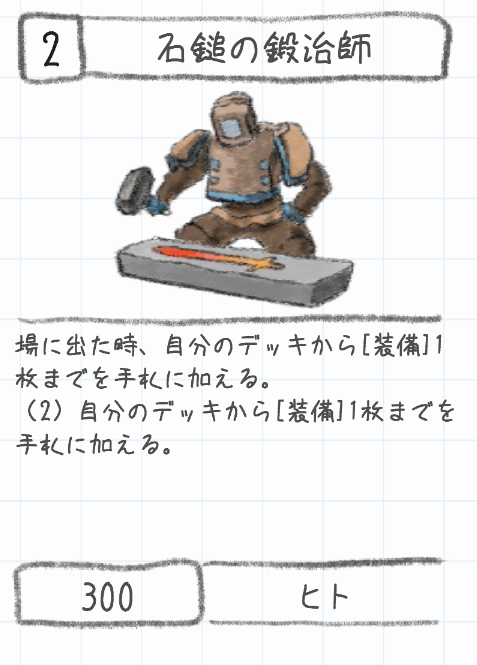 2
石鎚の鍛冶師
場に出た時、自分のデッキから[装備]1
枚までを手札に加える。
（2）自分のデッキから[装備]1枚までを
手札に加える。
300
ヒト